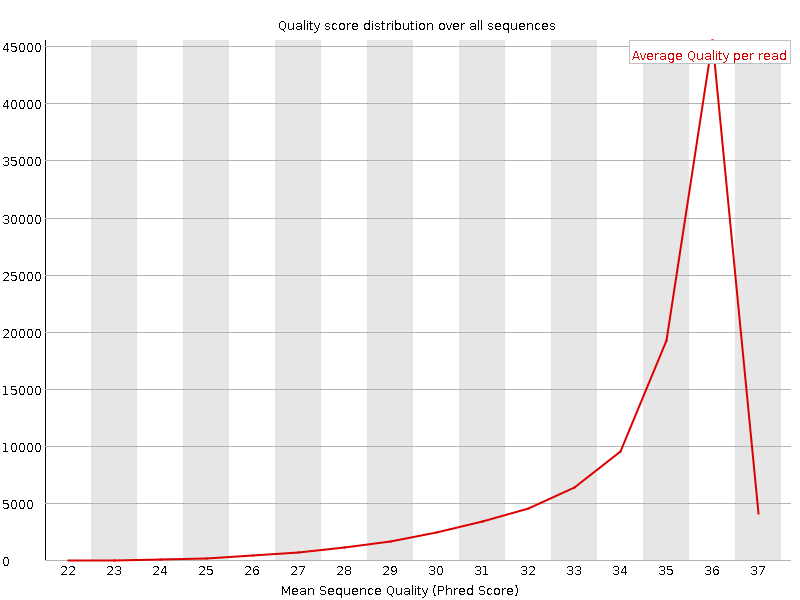 Quality score distribution over all sequences
Average Quality per read
45000
40000
35000
30000
25000
20000
15000
10000
5000
0
22 23 24 25 26 27 28 29 30 31 32 33 34 35 36 37
Mean Sequence Quality (Phred Score)